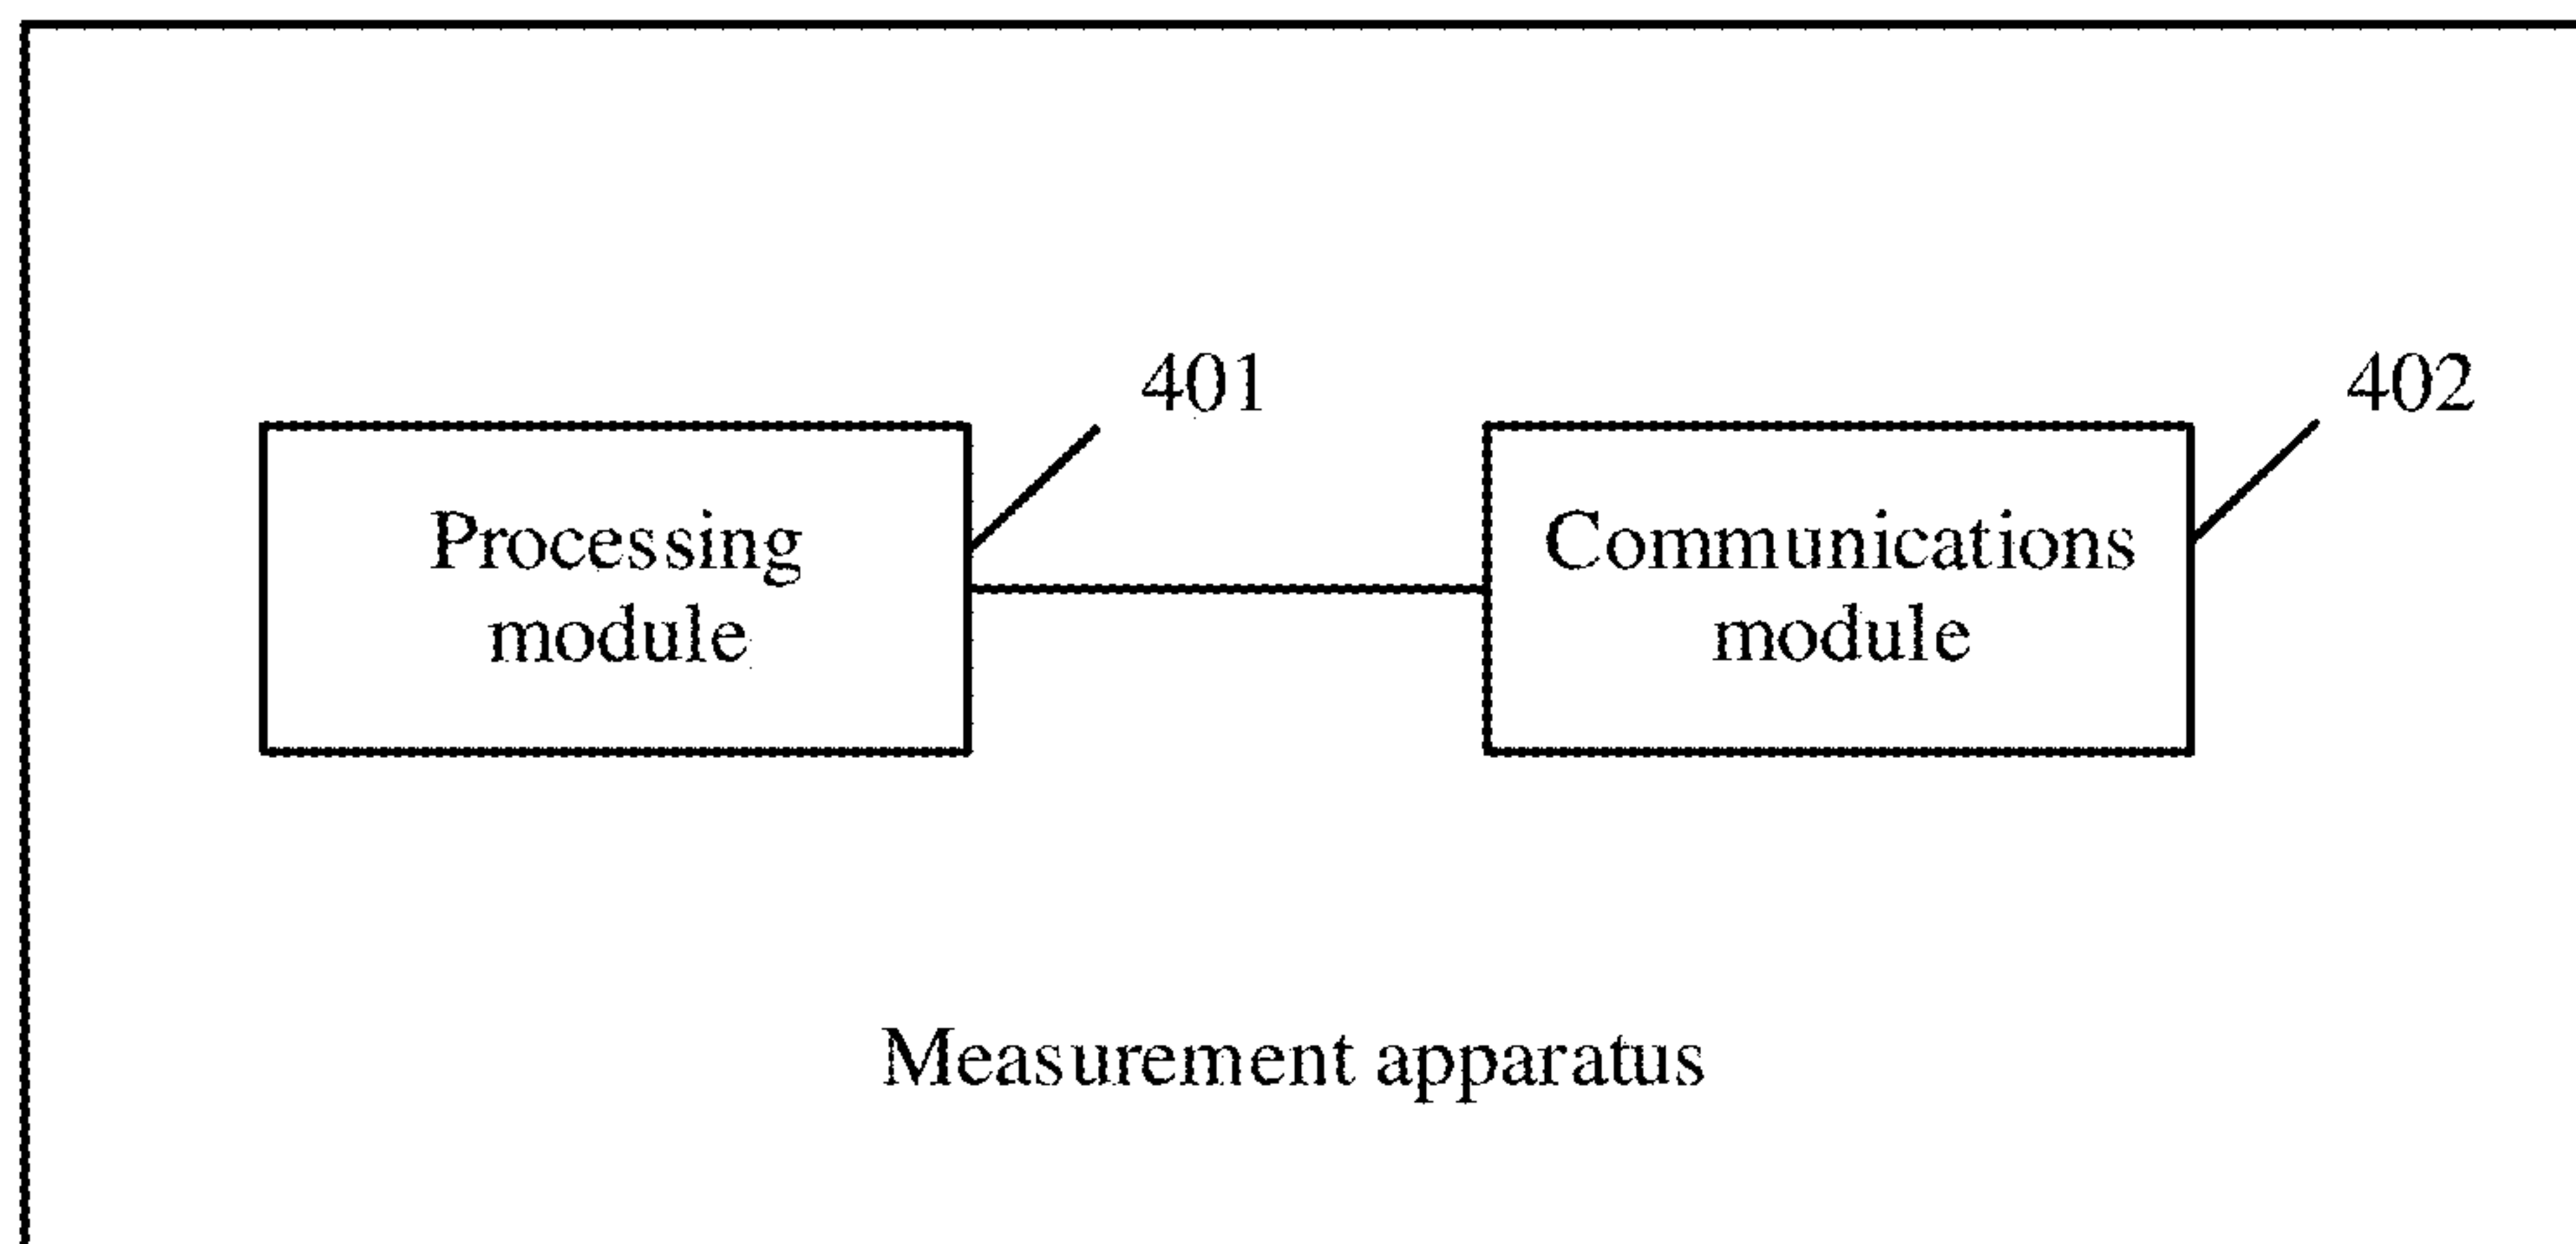 401
402
Processing
module
Communications
module
Measurement apparatus